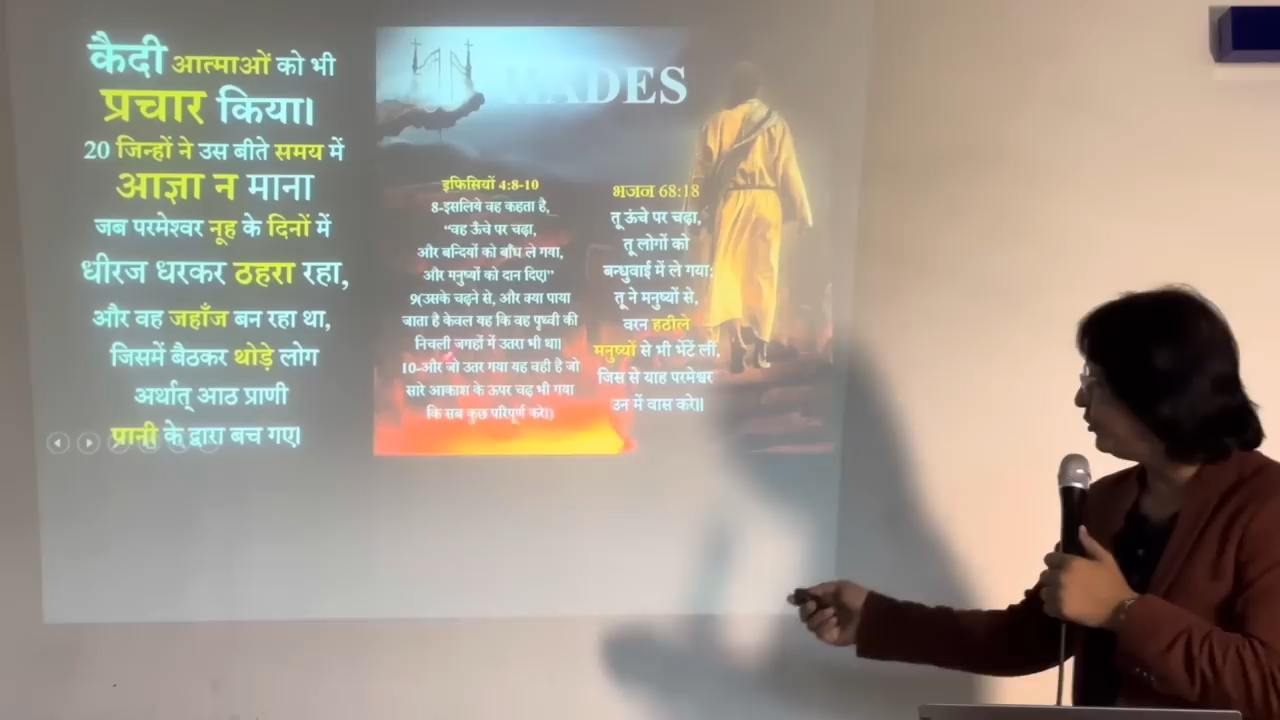 कैदी आत्माओं को भी
प्रचार किया।
20 जिन्हों ने उस बीते समय में
आज्ञा न माना
जब परमेश्वर नूह के दिनों में
धीरज धरकर ठहरा रहा,
और वह जहाँज बन रहा था,
जिसमें बैठकर थोड़े लोग
अर्थात् आठ प्राणी
प्रानी के द्वारा बच गए।
HADES
इफिसियों 4:8-10
8-इसलिये वह कहता है,
“वह ऊँचे पर चढ़ा,
और बन्दियों को बाँध ले गया,
और मनुष्यों को दान दिए।”
9(उसके चढ़ने से, और क्या पाया
जाता है केवल यह कि वह पृथ्वी की
निचली जगहों में उतरा भी था।
10-और जो उतर गया यह वही है जो
सारे आकाश के ऊपर चढ़ भी गया
कि सब कुछ परिपूर्ण करे।)
भजन 68:18
तू ऊंचे पर चढ़ा,
तू लोगों को
बन्धुवाई में ले गया;
तू ने मनुष्यों से,
वरन हठीले
मनुष्यों से भी भेंटें लीं,
जिस से याह परमेश्वर
उन में वास करे॥